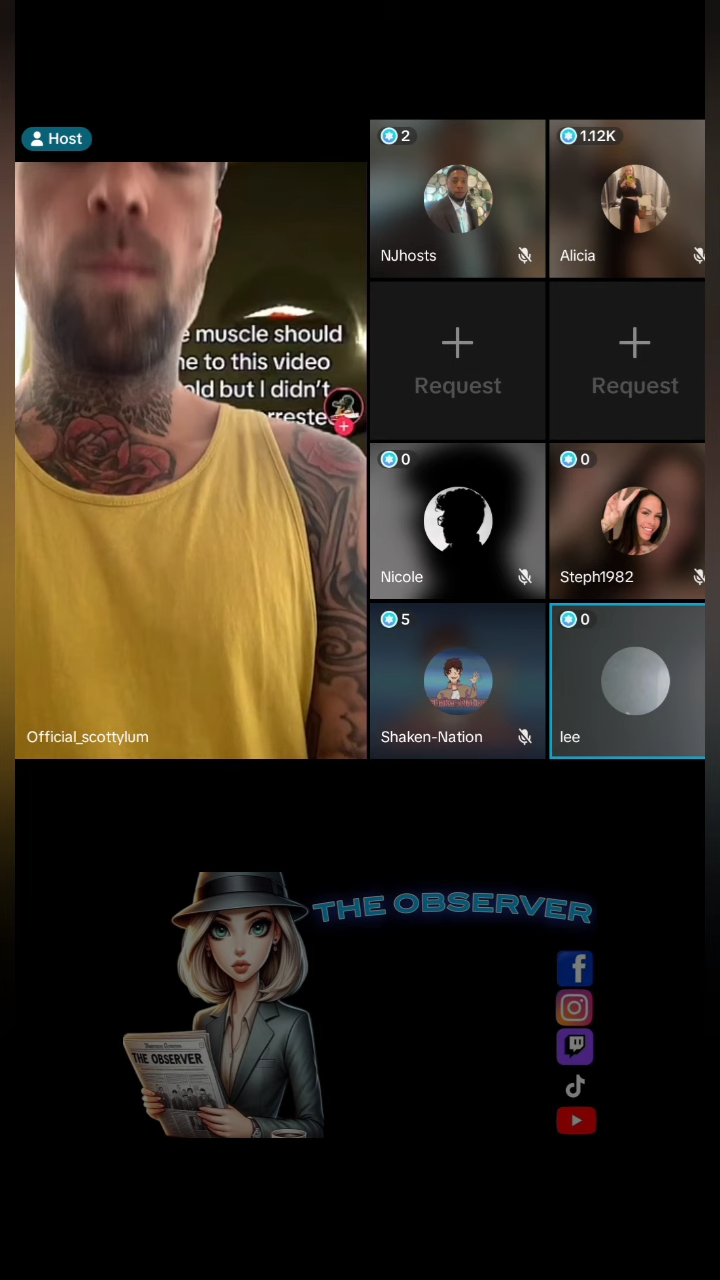 Host
e muscle should
e to this video
old but I didn't
rreste
Official_scottylum
2
NJhosts
1.12K
Alicia
Request
Request
0
Nicole
0
Steph1982
5
Shaken-Nation
0
lee
THE OBSERVER
THE OBSERVER